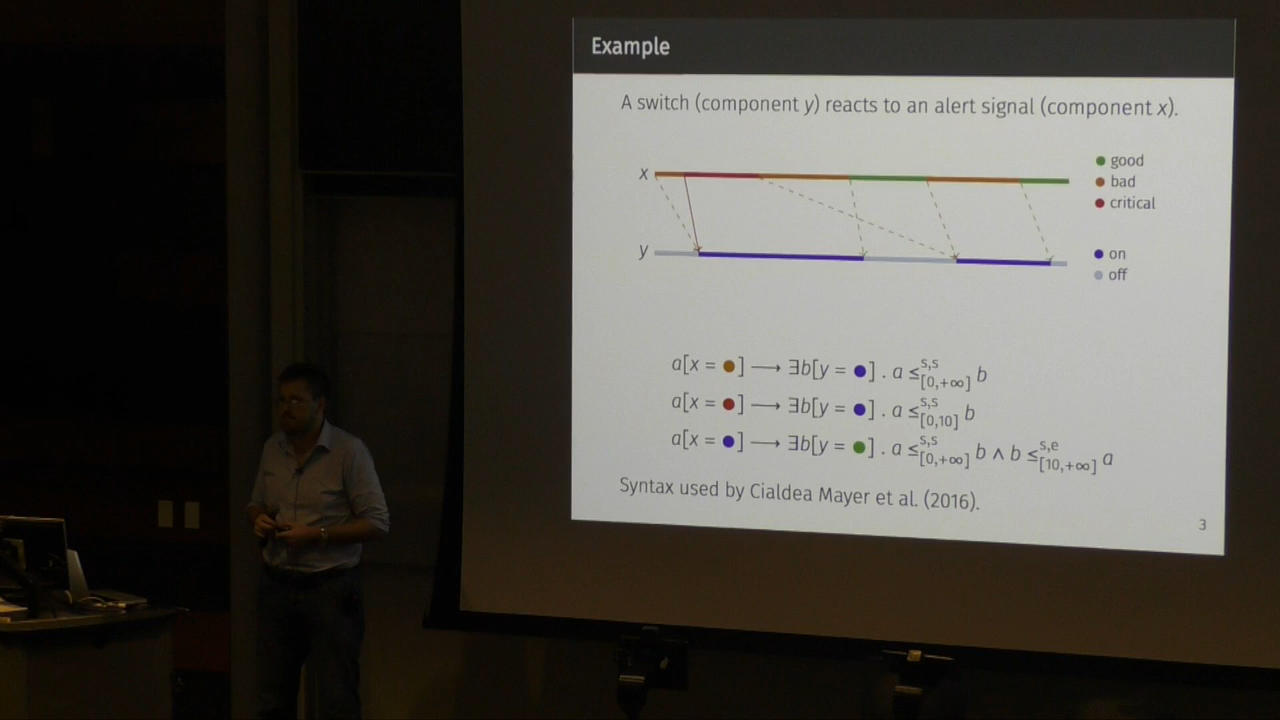 Example
A switch (component y) reacts to an alert signal (component x).
x
good
bad
critical
y
on
off
a[x = ●] ⟶ ∃b[y = ●] . a ≤^{s,s}_{[0,+∞]} b
a[x = ●] ⟶ ∃b[y = ●] . a ≤^{s,s}_{[0,10]} b
a[x = ●] ⟶ ∃b[y = ●] . a ≤^{s,s}_{[0,+∞]} b ∧ b ≤^{s,e}_{[10,+∞]} a
Syntax used by Cialdea Mayer et al. (2016).
3